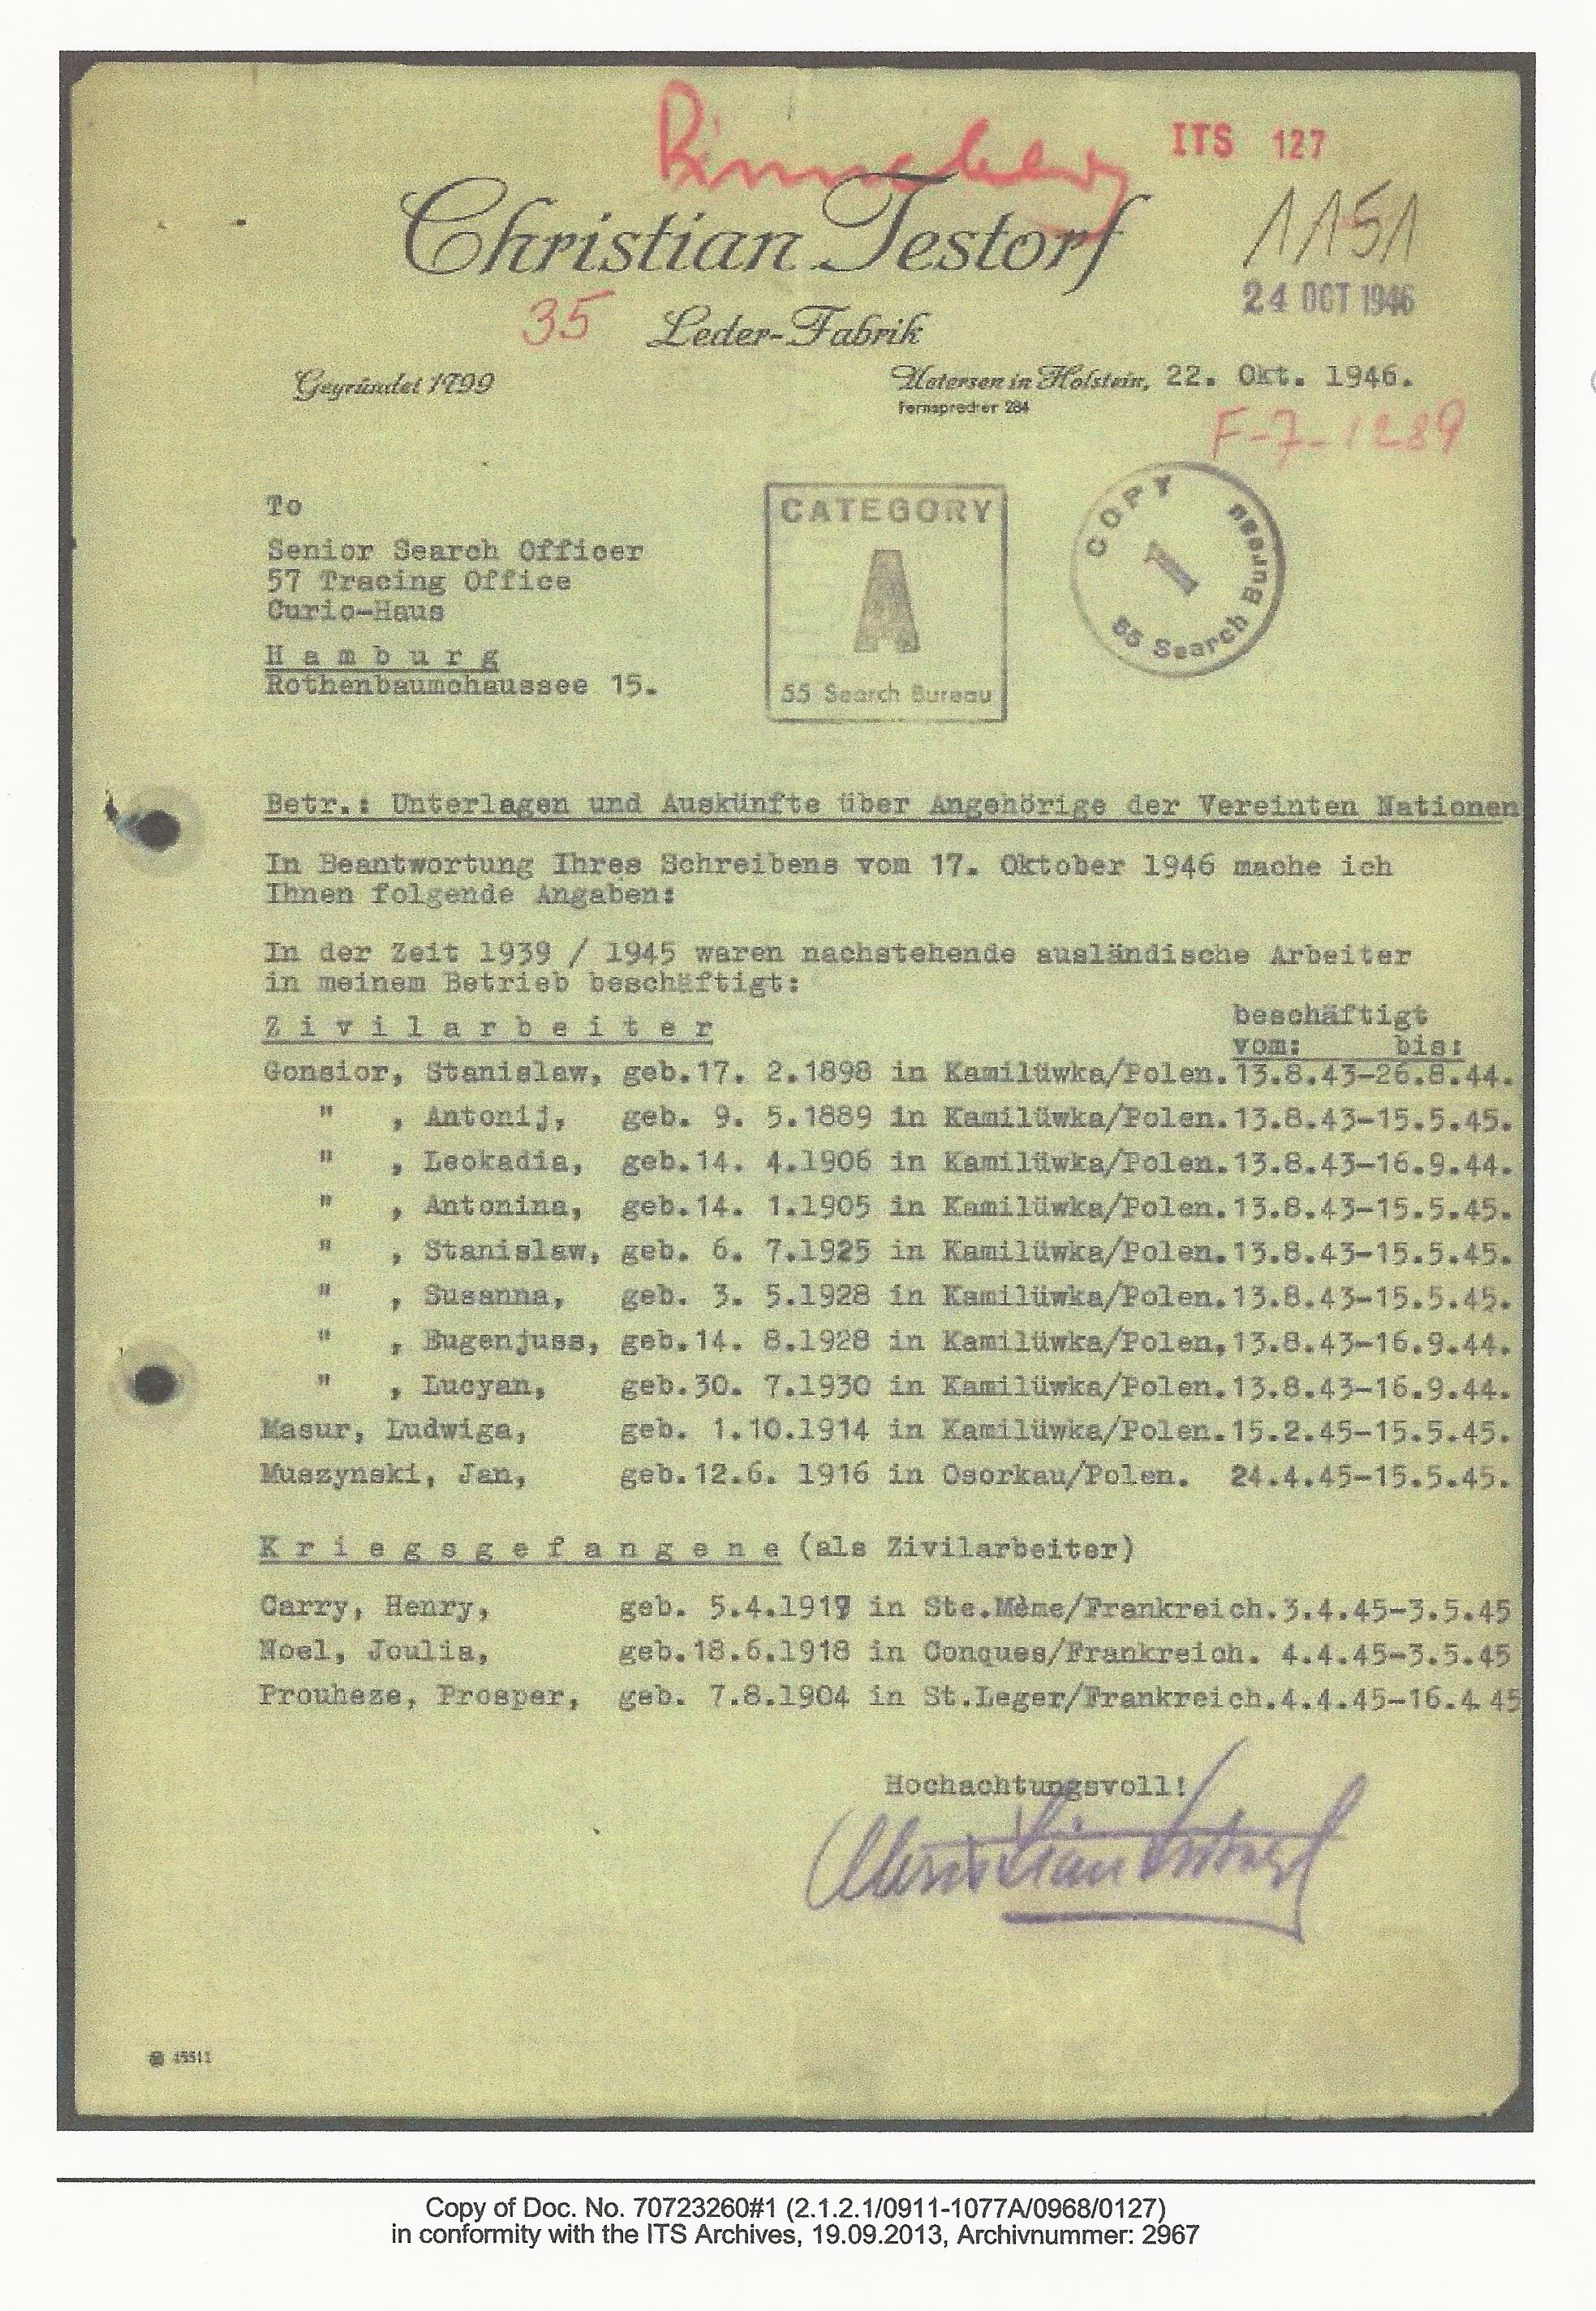 ITS 127
1151
Christian Testorf
24 OCT 1946
35
Leder-Fabrik
Gegründet 1799
Uetersen in Holstein, 22. Okt. 1946.
Fernsprecher 284
F-7-1289
To
Senior Search Officer
57 Tracing Office
Curio-Haus
H a m b u r g
Rothenbaumchaussee 15.
CATEGORY
A
55 Search Bureau
COPY
I
55 Search Bureau
Betr.: Unterlagen und Auskünfte über Angehörige der Vereinten Nationen
In Beantwortung Ihres Schreibens vom 17. Oktober 1946 mache ich
Ihnen folgende Angaben:
In der Zeit 1939 / 1945 waren nachstehende ausländische Arbeiter
in meinem Betrieb beschäftigt:
beschäftigt
Z i v i l a r b e i t e r vom: bis:
Gonsior, Stanislaw, geb.17. 2.1898 in Kamilüwka/Polen.13.8.43-26.8.44.
" , Antonij, geb. 9. 5.1889 in Kamilüwka/Polen.13.8.43-15.5.45.
" , Leokadia, geb.14. 4.1906 in Kamilüwka/Polen.13.8.43-16.9.44.
" , Antonina, geb.14. 1.1905 in Kamilüwka/Polen.13.8.43-15.5.45.
" , Stanislaw, geb. 6. 7.1925 in Kamilüwka/Polen.13.8.43-15.5.45.
" , Susanna, geb. 3. 5.1928 in Kamilüwka/Polen.13.8.43-15.5.45.
" , Eugenjuss, geb.14. 8.1928 in Kamilüwka/Polen,13.8.43-16.9.44.
" , Lucyan, geb.30. 7.1930 in Kamilüwka/Polen.13.8.43-16.9.44.
Masur, Ludwiga, geb. 1.10.1914 in Kamilüwka/Polen.15.2.45-15.5.45.
Muszynski, Jan, geb.12.6. 1916 in Osorkau/Polen. 24.4.45-15.5.45.
K r i e g s g e f a n g e n e (als Zivilarbeiter)
Carry, Henry, geb. 5.4.1917 in Ste.Mème/Frankreich.3.4.45-3.5.45
Noel, Joulia, geb.18.6.1918 in Conques/Frankreich. 4.4.45-3.5.45
Prouheze, Prosper, geb. 7.8.1904 in St.Leger/Frankreich.4.4.45-16.4 45
Hochachtungsvoll!
Christian Testorf
45511
Copy of Doc. No. 70723260#1 (2.1.2.1/0911-1077A/0968/0127)
in conformity with the ITS Archives, 19.09.2013, Archivnummer: 2967